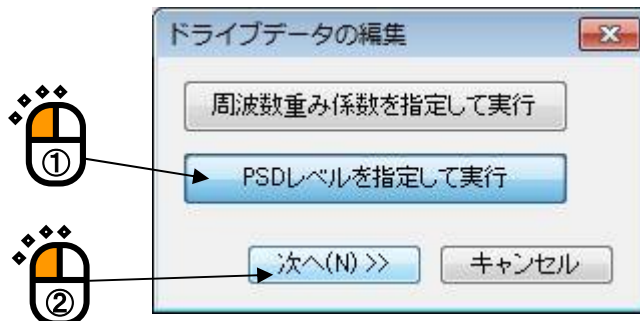 ドライブデータの編集
周波数重み係数を指定して実行
①
PSDレベルを指定して実行
次へ(N) >>
キャンセル
②